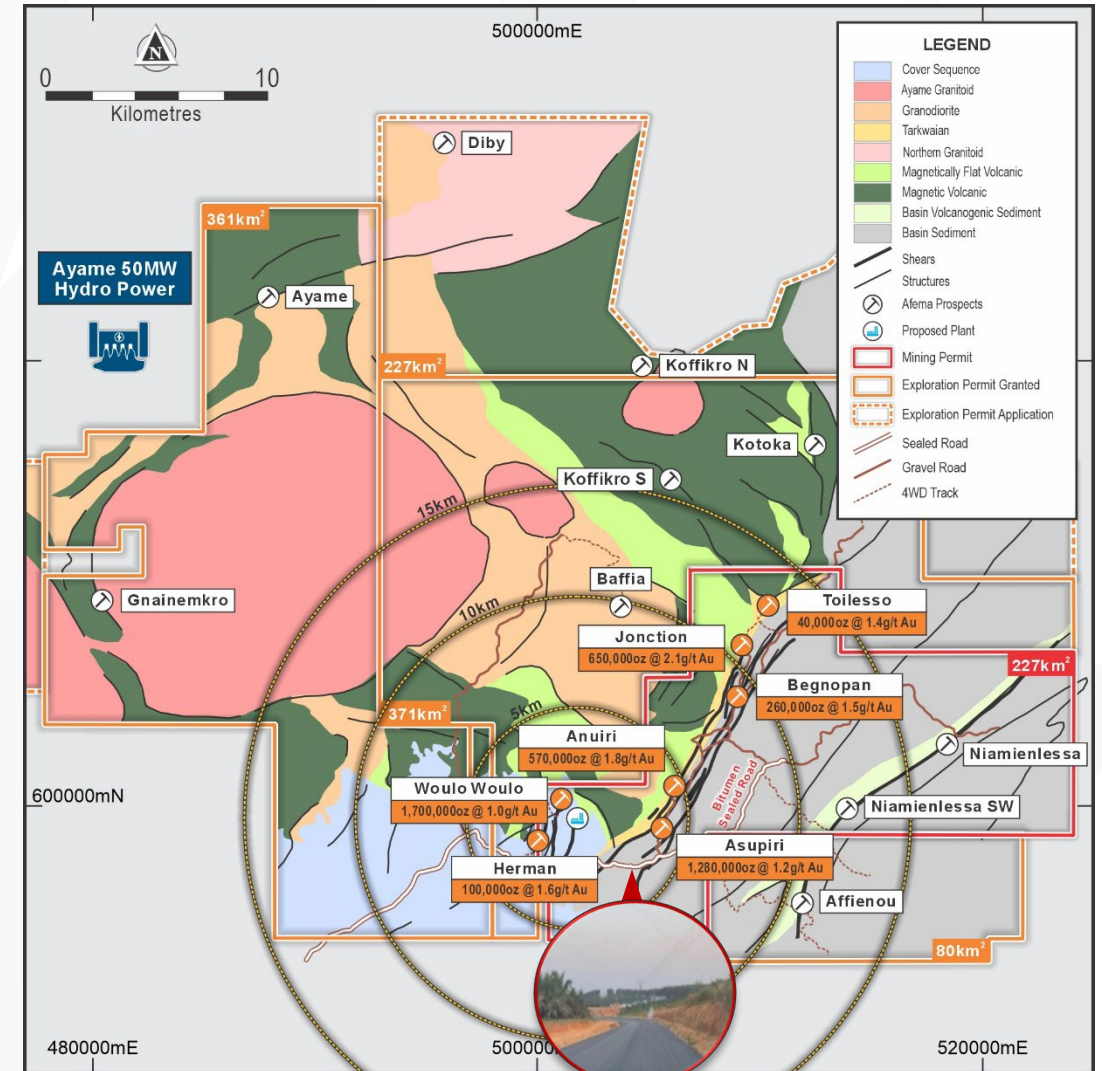 500000mE
N
0 10
Kilometres
LEGEND
Cover Sequence
Ayame Granitoid
Granodiorite
Tarkwaian
Northern Granitoid
Magnetically Flat Volcanic
Magnetic Volcanic
Basin Volcanogenic Sediment
Basin Sediment
Shears
Structures
Afema Prospects
Proposed Plant
Mining Permit
Exploration Permit Granted
Exploration Permit Application
Sealed Road
Gravel Road
4WD Track
Diby
361km²
Ayame 50MW
Hydro Power
Ayame
227km²
Koffikro N
Kotoka
Koffikro S
15km
Baffia
Gnainemkro
10km
Toilesso
40,000oz @ 1.4g/t Au
Jonction
650,000oz @ 2.1g/t Au
227km²
Begnopan
260,000oz @ 1.5g/t Au
371km²
5km
Anuiri
570,000oz @ 1.8g/t Au
Niamienlessa
Woulo Woulo
1,700,000oz @ 1.0g/t Au
Bitumen
Sealed Road
600000mN
Niamienlessa SW
Asupiri
1,280,000oz @ 1.2g/t Au
Herman
100,000oz @ 1.6g/t Au
Affienou
80km²
480000mE
50000
520000mE